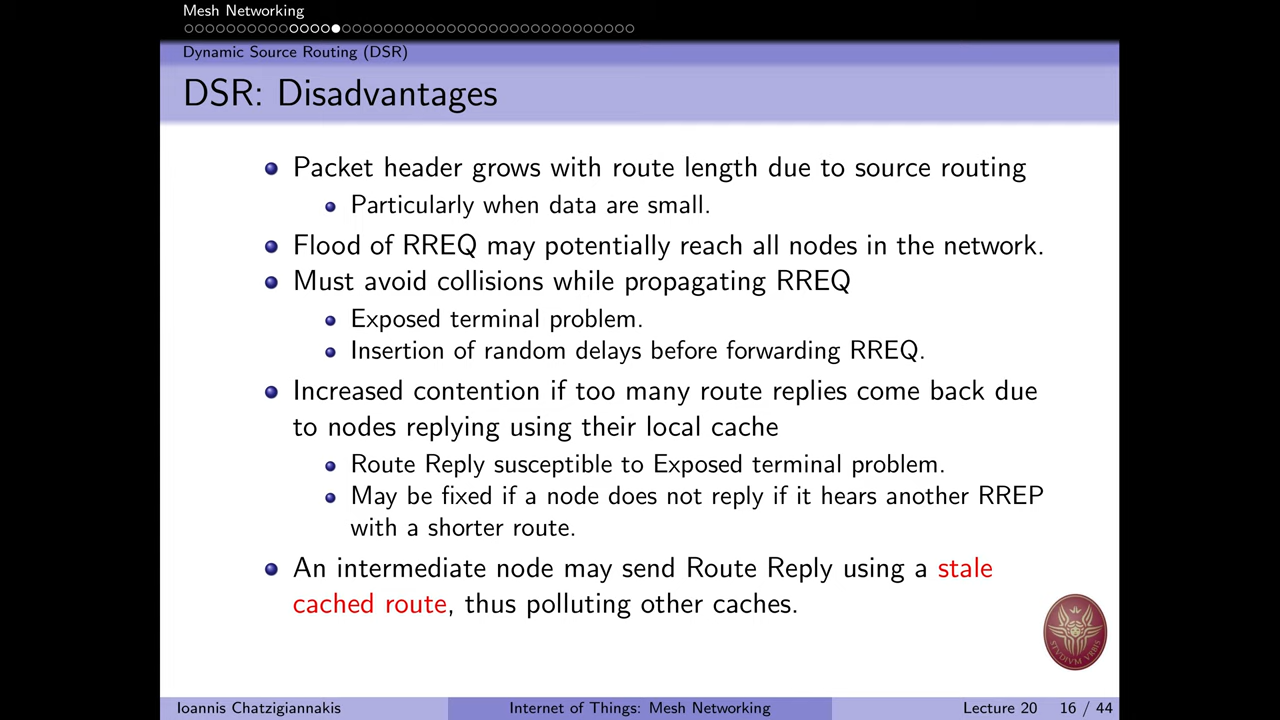 Mesh Networking
Dynamic Source Routing (DSR)
DSR: Disadvantages
Packet header grows with route length due to source routing
Particularly when data are small.
Flood of RREQ may potentially reach all nodes in the network.
Must avoid collisions while propagating RREQ
Exposed terminal problem.
Insertion of random delays before forwarding RREQ.
Increased contention if too many route replies come back due
to nodes replying using their local cache
Route Reply susceptible to Exposed terminal problem.
May be fixed if a node does not reply if it hears another RREP
with a shorter route.
An intermediate node may send Route Reply using a stale
cached route, thus polluting other caches.
STVDIVM VRBIS
Ioannis Chatzigiannakis
Internet of Things: Mesh Networking
Lecture 20
16 / 44